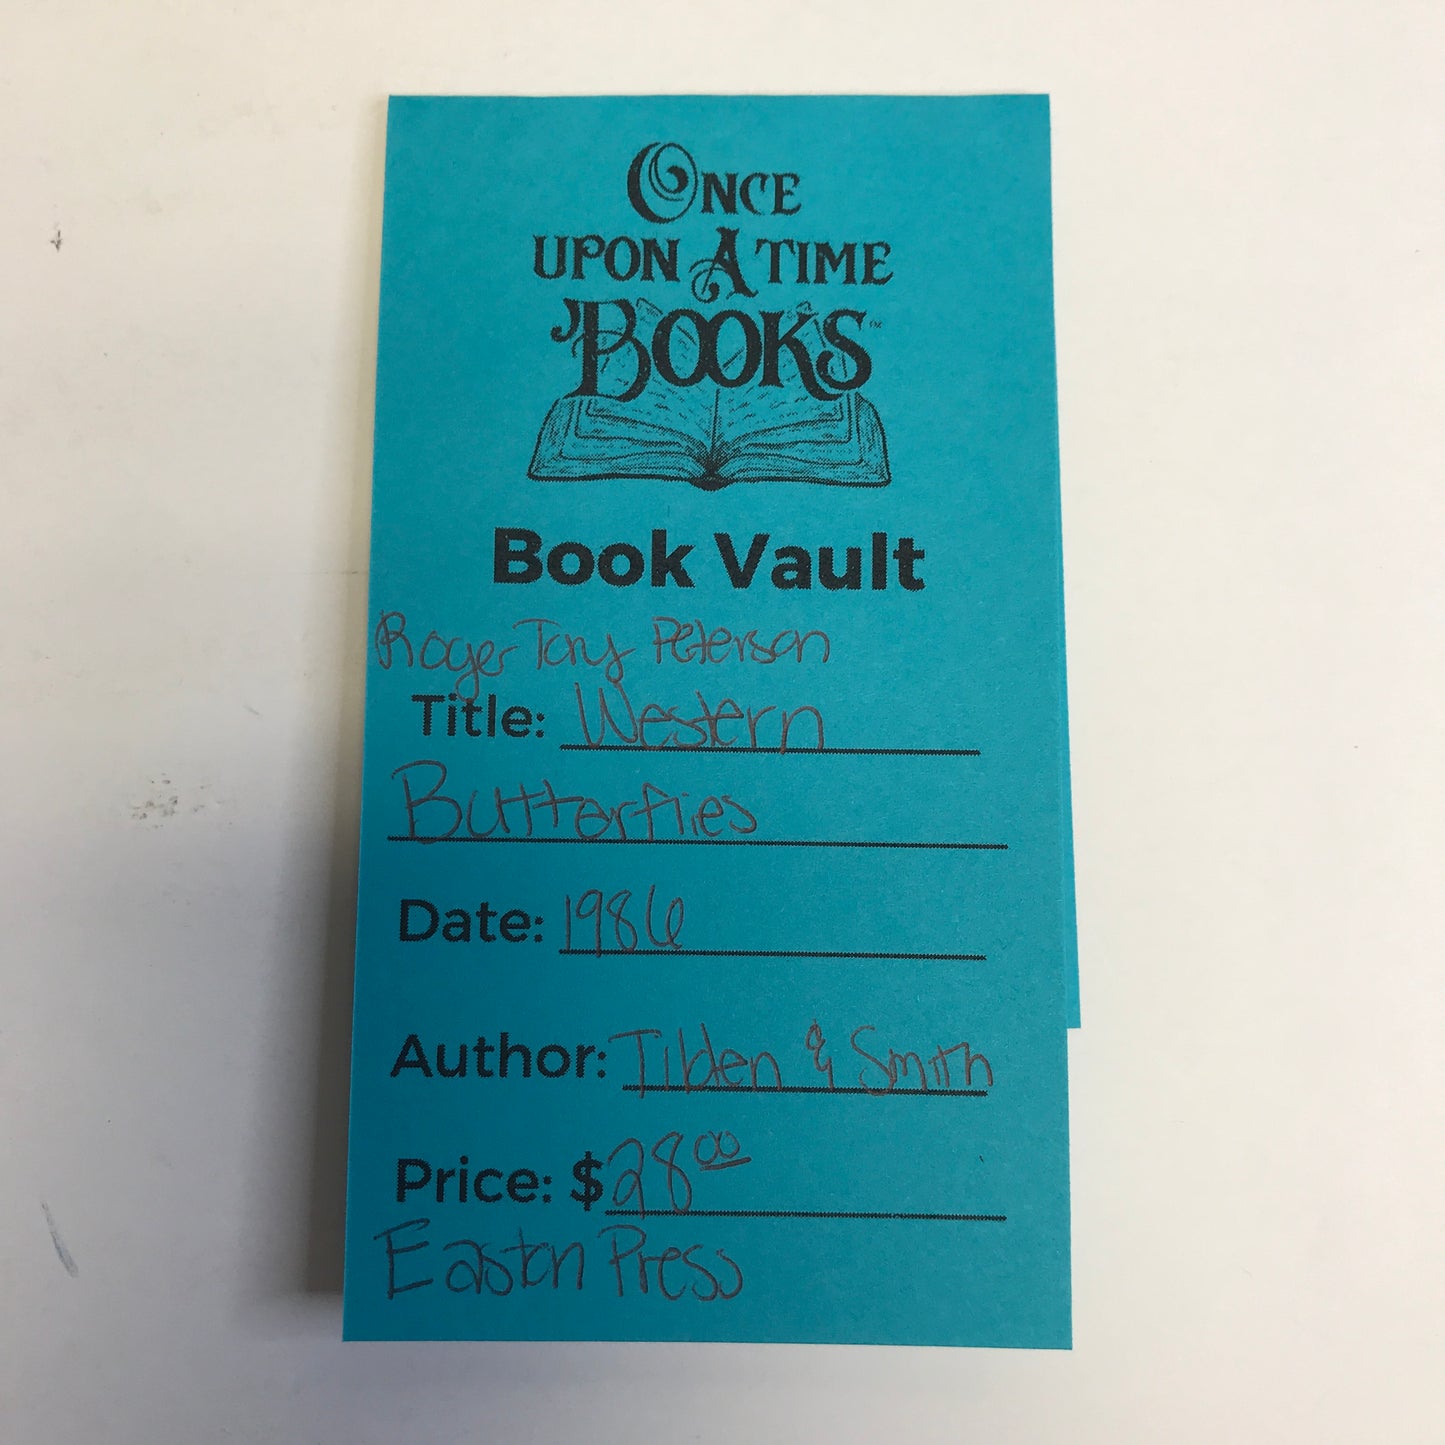 ONCE
UPON A TIME
BOOKS™
Book Vault
Roger Tory Peterson
Title: Western
Butterflies
Date: 1986
Author: Tilden & Smith
Price: $28.00
Easton Press